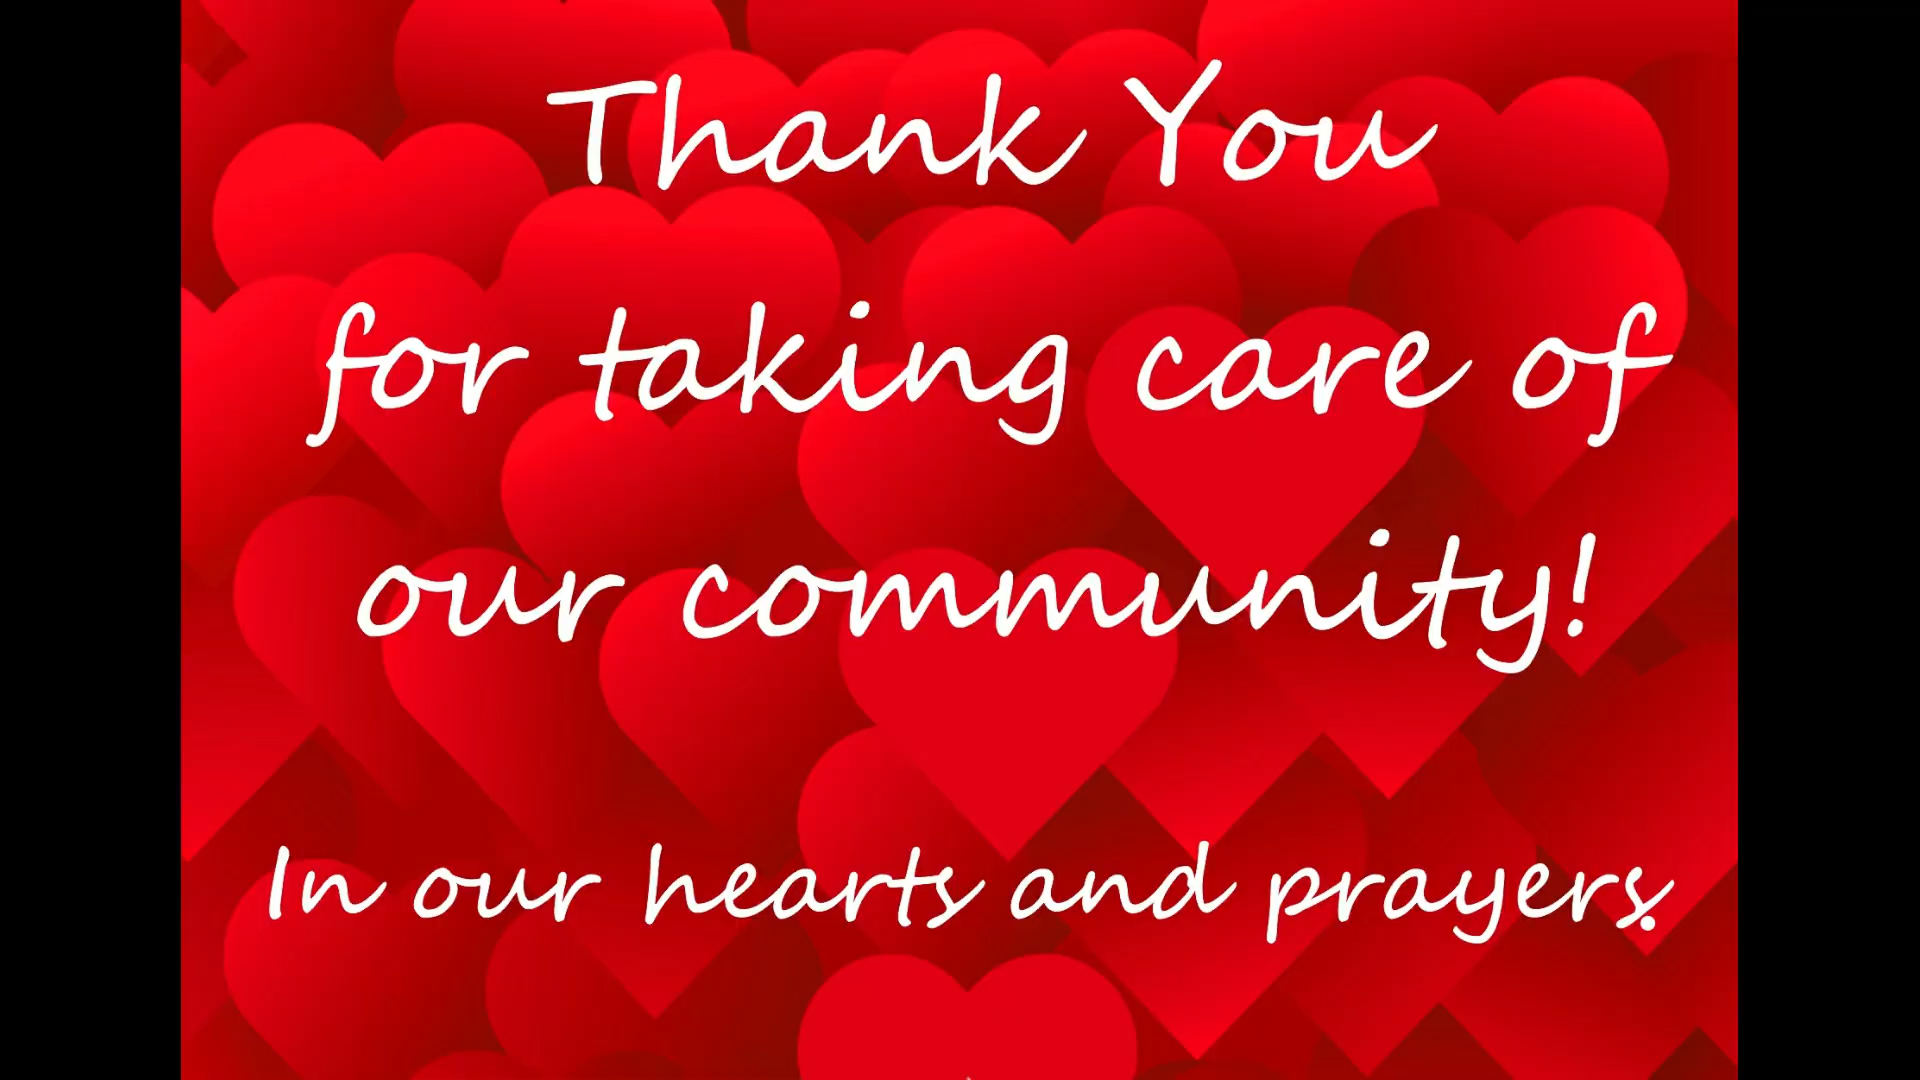 Thank You
for taking care of
our community!
In our hearts and prayers.